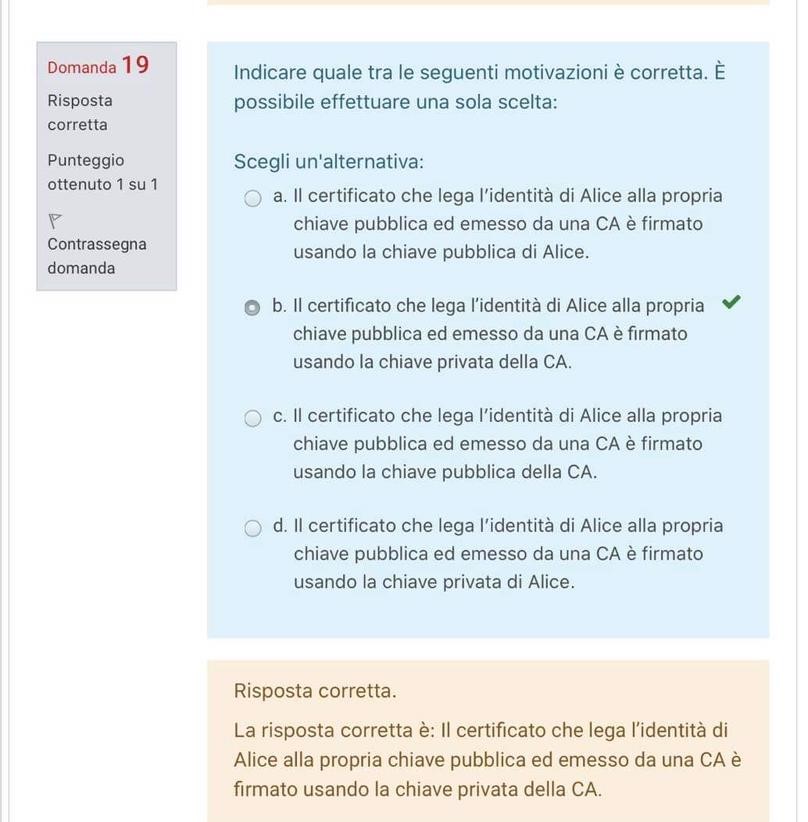 Domanda 19
Risposta
corretta
Punteggio
ottenuto 1 su 1
Contrassegna
domanda
Indicare quale tra le seguenti motivazioni è corretta. È
possibile effettuare una sola scelta:
Scegli un'alternativa:
a. Il certificato che lega l'identità di Alice alla propria
chiave pubblica ed emesso da una CA è firmato
usando la chiave pubblica di Alice.
b. Il certificato che lega l'identità di Alice alla propria
chiave pubblica ed emesso da una CA è firmato
usando la chiave privata della CA.
c. Il certificato che lega l'identità di Alice alla propria
chiave pubblica ed emesso da una CA è firmato
usando la chiave pubblica della CA.
d. Il certificato che lega l'identità di Alice alla propria
chiave pubblica ed emesso da una CA è firmato
usando la chiave privata di Alice.
Risposta corretta.
La risposta corretta è: Il certificato che lega l'identità di
Alice alla propria chiave pubblica ed emesso da una CA è
firmato usando la chiave privata della CA.